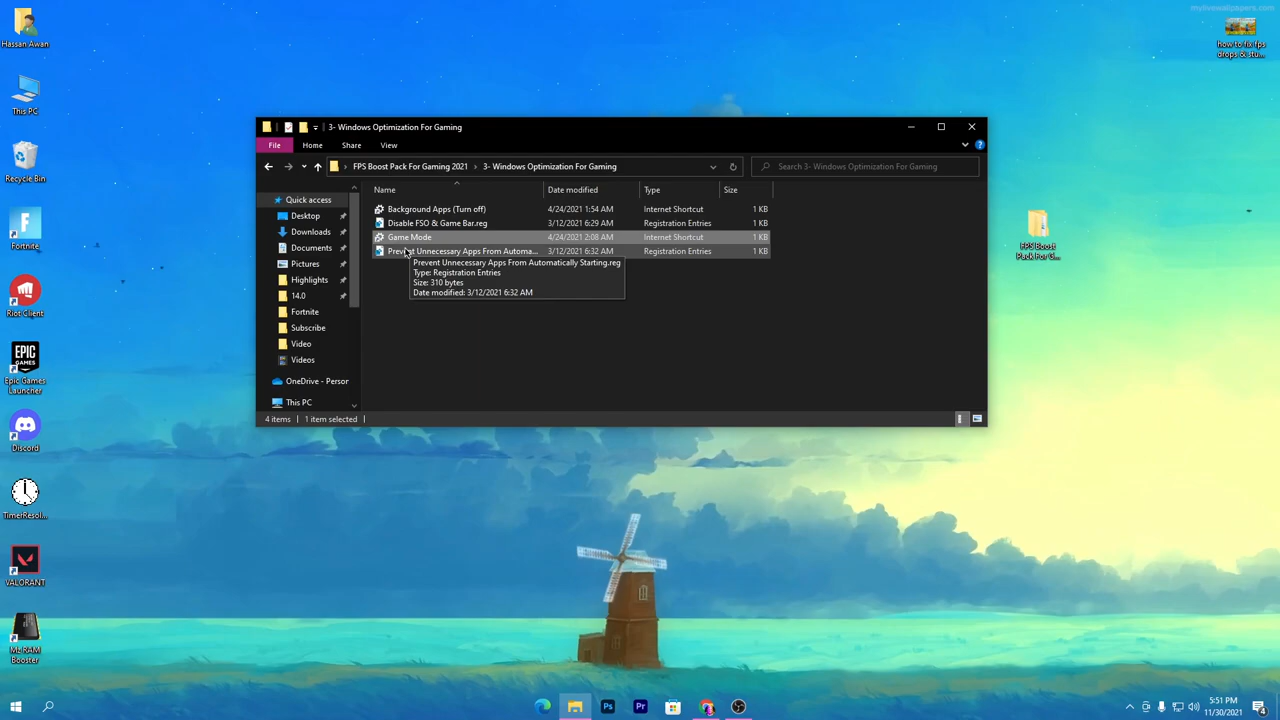 mylivewallpapers.com
Hassan Awan
This PC
Recycle Bin
Fortnite
Riot Client
Epic Games
Launcher
Discord
TimerResol...
VALORANT
Mz RAM
Booster
how to fix fps
drops & stu...
FPS Boost
Pack For G...
3- Windows Optimization For Gaming
File Home Share View
FPS Boost Pack For Gaming 2021 › 3- Windows Optimization For Gaming
Search 3- Windows Optimization For Gaming
Name Date modified Type Size
Quick access
Desktop
Downloads
Documents
Pictures
Highlights
14.0
Fortnite
Subscribe
Video
Videos
OneDrive - Person
This PC
Background Apps (Turn off) 4/24/2021 1:54 AM Internet Shortcut 1 KB
Disable FSO & Game Bar.reg 3/12/2021 6:29 AM Registration Entries 1 KB
Game Mode 4/24/2021 2:08 AM Internet Shortcut 1 KB
Prevent Unnecessary Apps From Automa... 3/12/2021 6:32 AM Registration Entries 1 KB
Prevent Unnecessary Apps From Automatically Starting.reg
Type: Registration Entries
Size: 310 bytes
Date modified: 3/12/2021 6:32 AM
4 items 1 item selected
Ps
Pr
5:51 PM
11/30/2021
4